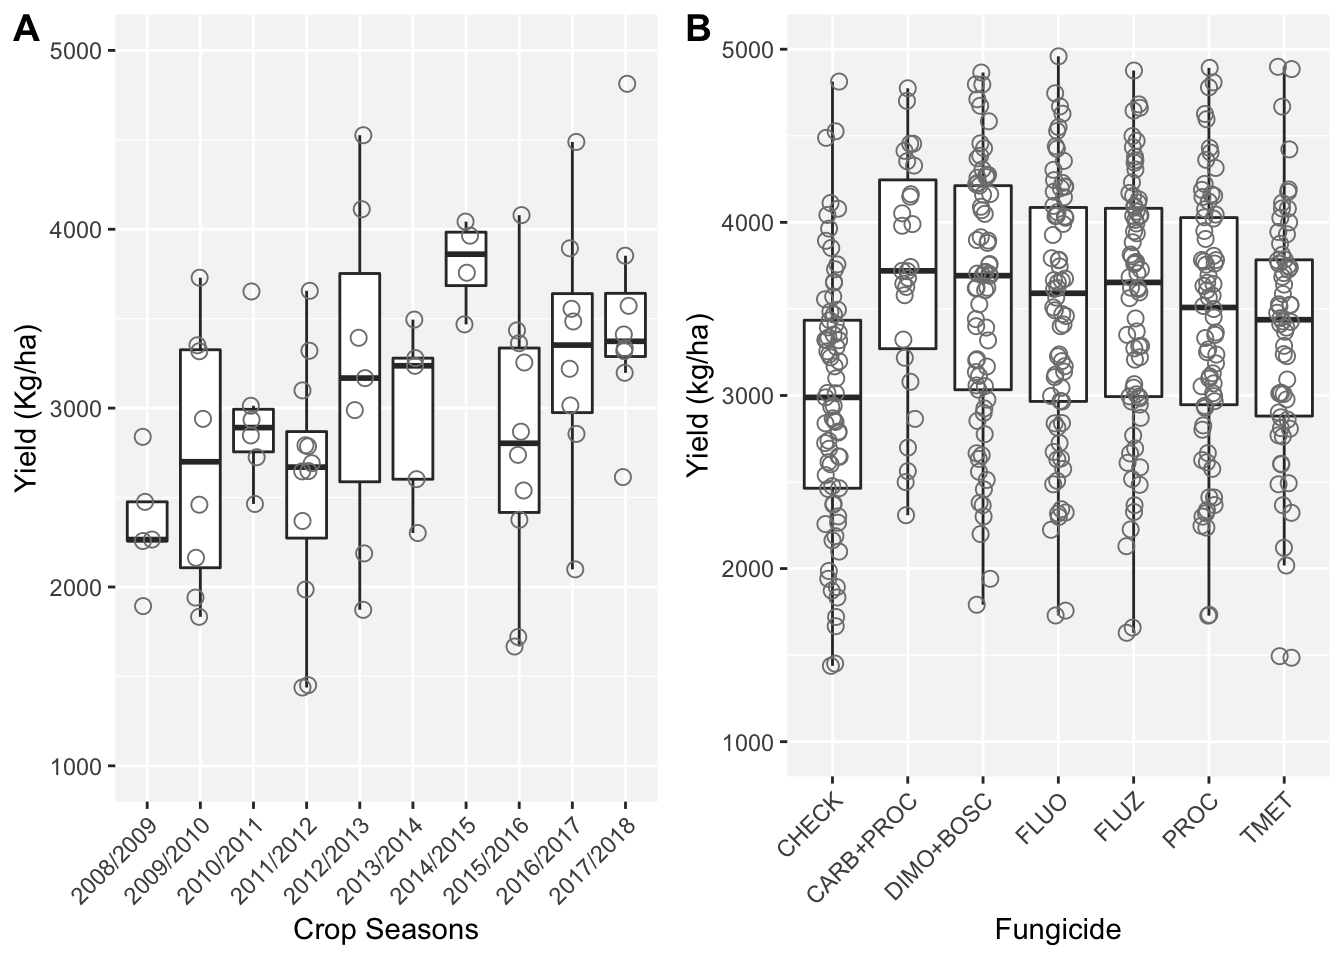 A
Yield (Kg/ha)
5000
4000
3000
2000
1000
2008/2009
2009/2010
2010/2011
2011/2012
2012/2013
2013/2014
2014/2015
2015/2016
2016/2017
2017/2018
Crop Seasons
B
Yield (kg/ha)
5000
4000
3000
2000
1000
CHECK
CARB+PROC
DIMO+BOSC
FLUO
FLUZ
PROC
TMET
Fungicide